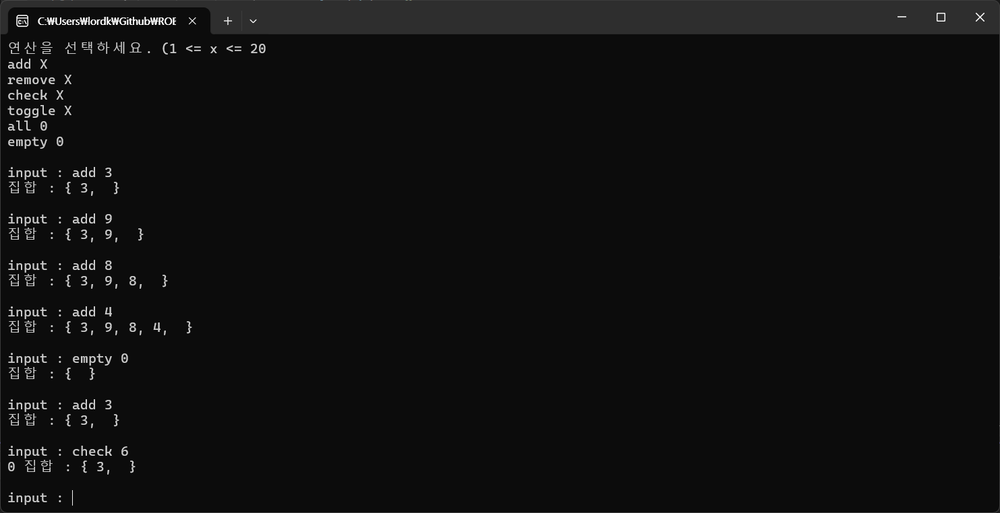 C:₩Users₩lordk₩Github₩ROE
연산을 선택하세요. (1 <= x <= 20
add X
remove X
check X
toggle X
all 0
empty 0
input : add 3
집합 : { 3,  }
input : add 9
집합 : { 3, 9,  }
input : add 8
집합 : { 3, 9, 8,  }
input : add 4
집합 : { 3, 9, 8, 4,  }
input : empty 0
집합 : {  }
input : add 3
집합 : { 3,  }
input : check 6
0 집합 : { 3,  }
input :